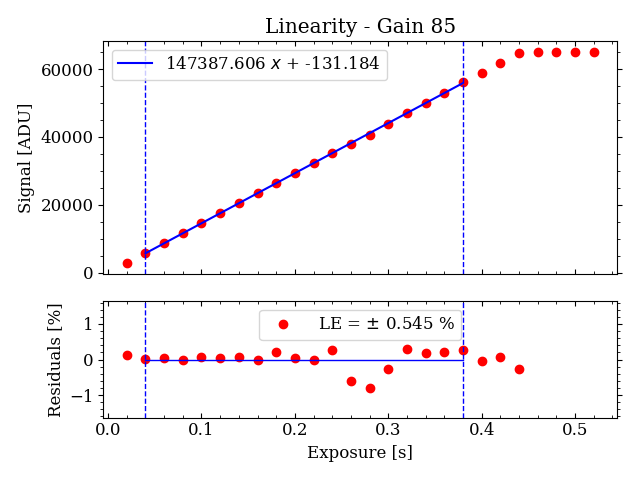 Linearity - Gain 85
147387.606 x + -131.184
Signal [ADU]
60000
40000
20000
0
LE = ± 0.545 %
Residuals [%]
1
0
−1
0.0 0.1 0.2 0.3 0.4 0.5
Exposure [s]